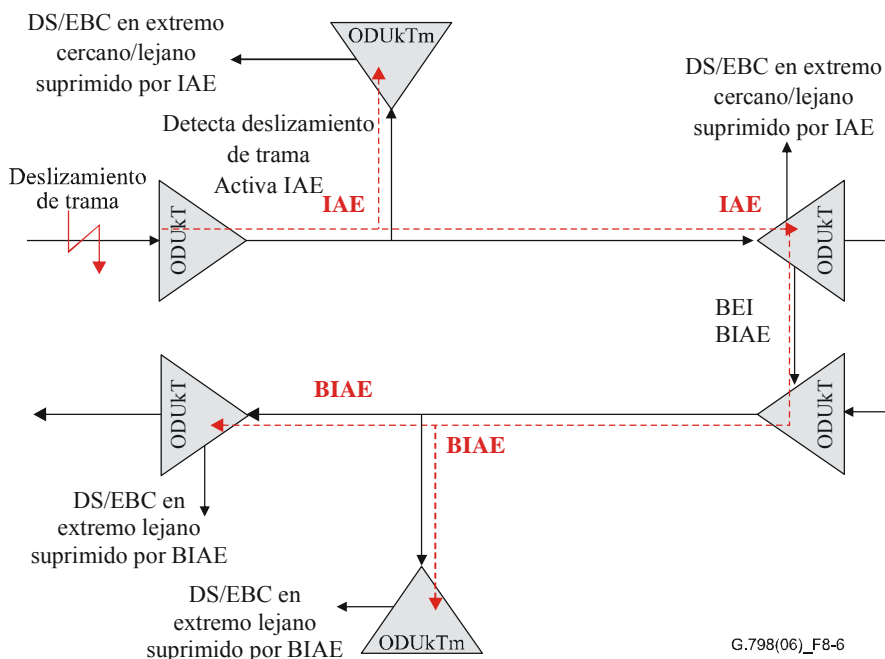 DS/EBC en extremo
cercano/lejano
suprimido por IAE
ODUkTm
DS/EBC en extremo
cercano/lejano
suprimido por IAE
Detecta deslizamiento
de trama
Activa IAE
Deslizamiento
de trama
ODUkT
IAE
IAE
ODUkT
BEI
BIAE
ODUkT
BIAE
BIAE
ODUkT
DS/EBC en
extremo lejano
suprimido por BIAE
DS/EBC en
extremo lejano
suprimido por BIAE
ODUkTm
G.798(06)_F8-6